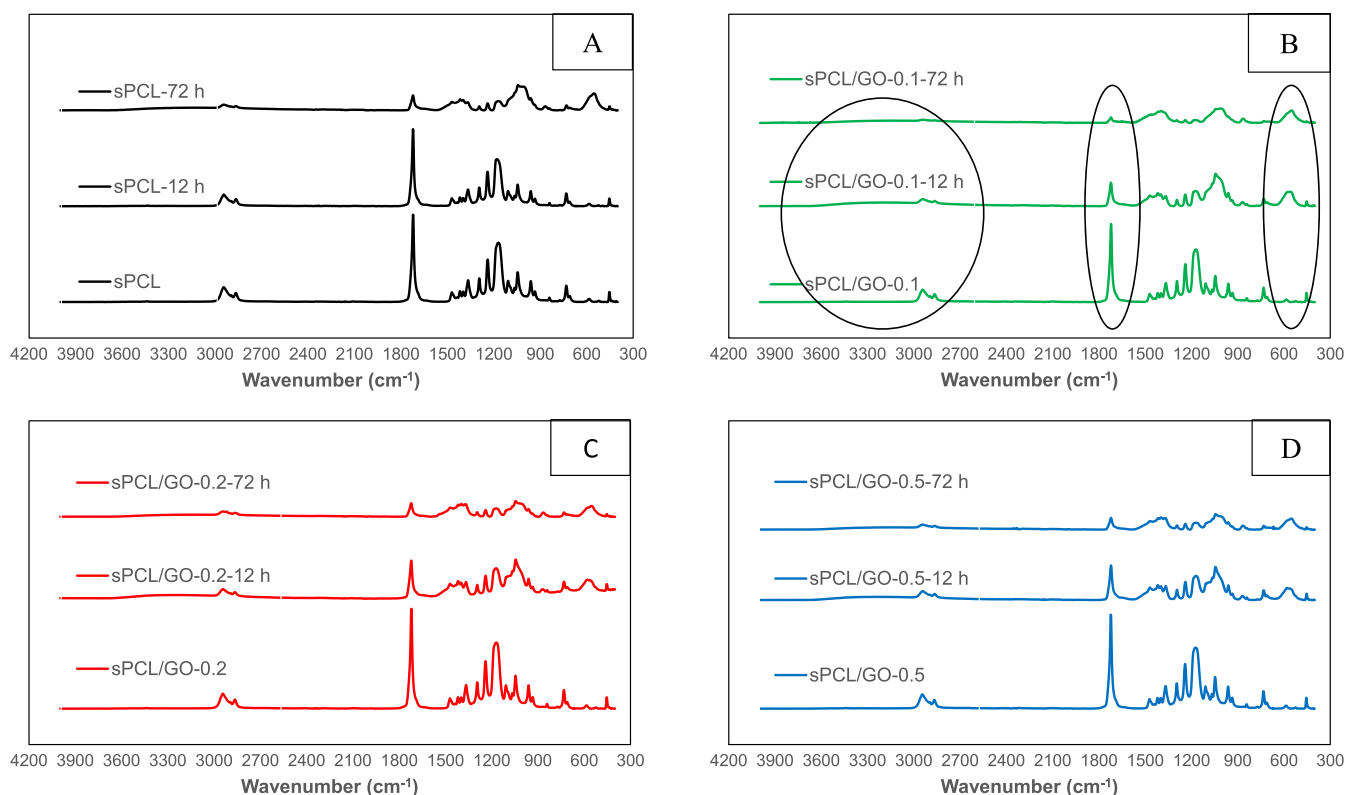 A
sPCL-72 h
sPCL-12 h
sPCL
4200 3900 3600 3300 3000 2700 2400 2100 1800 1500 1200 900 600 300
Wavenumber (cm⁻¹)
B
sPCL/GO-0.1-72 h
sPCL/GO-0.1-12 h
sPCL/GO-0.1
4200 3900 3600 3300 3000 2700 2400 2100 1800 1500 1200 900 600 300
Wavenumber (cm⁻¹)
C
sPCL/GO-0.2-72 h
sPCL/GO-0.2-12 h
sPCL/GO-0.2
4200 3900 3600 3300 3000 2700 2400 2100 1800 1500 1200 900 600 300
Wavenumber (cm⁻¹)
D
sPCL/GO-0.5-72 h
sPCL/GO-0.5-12 h
sPCL/GO-0.5
4200 3900 3600 3300 3000 2700 2400 2100 1800 1500 1200 900 600 300
Wavenumber (cm⁻¹)